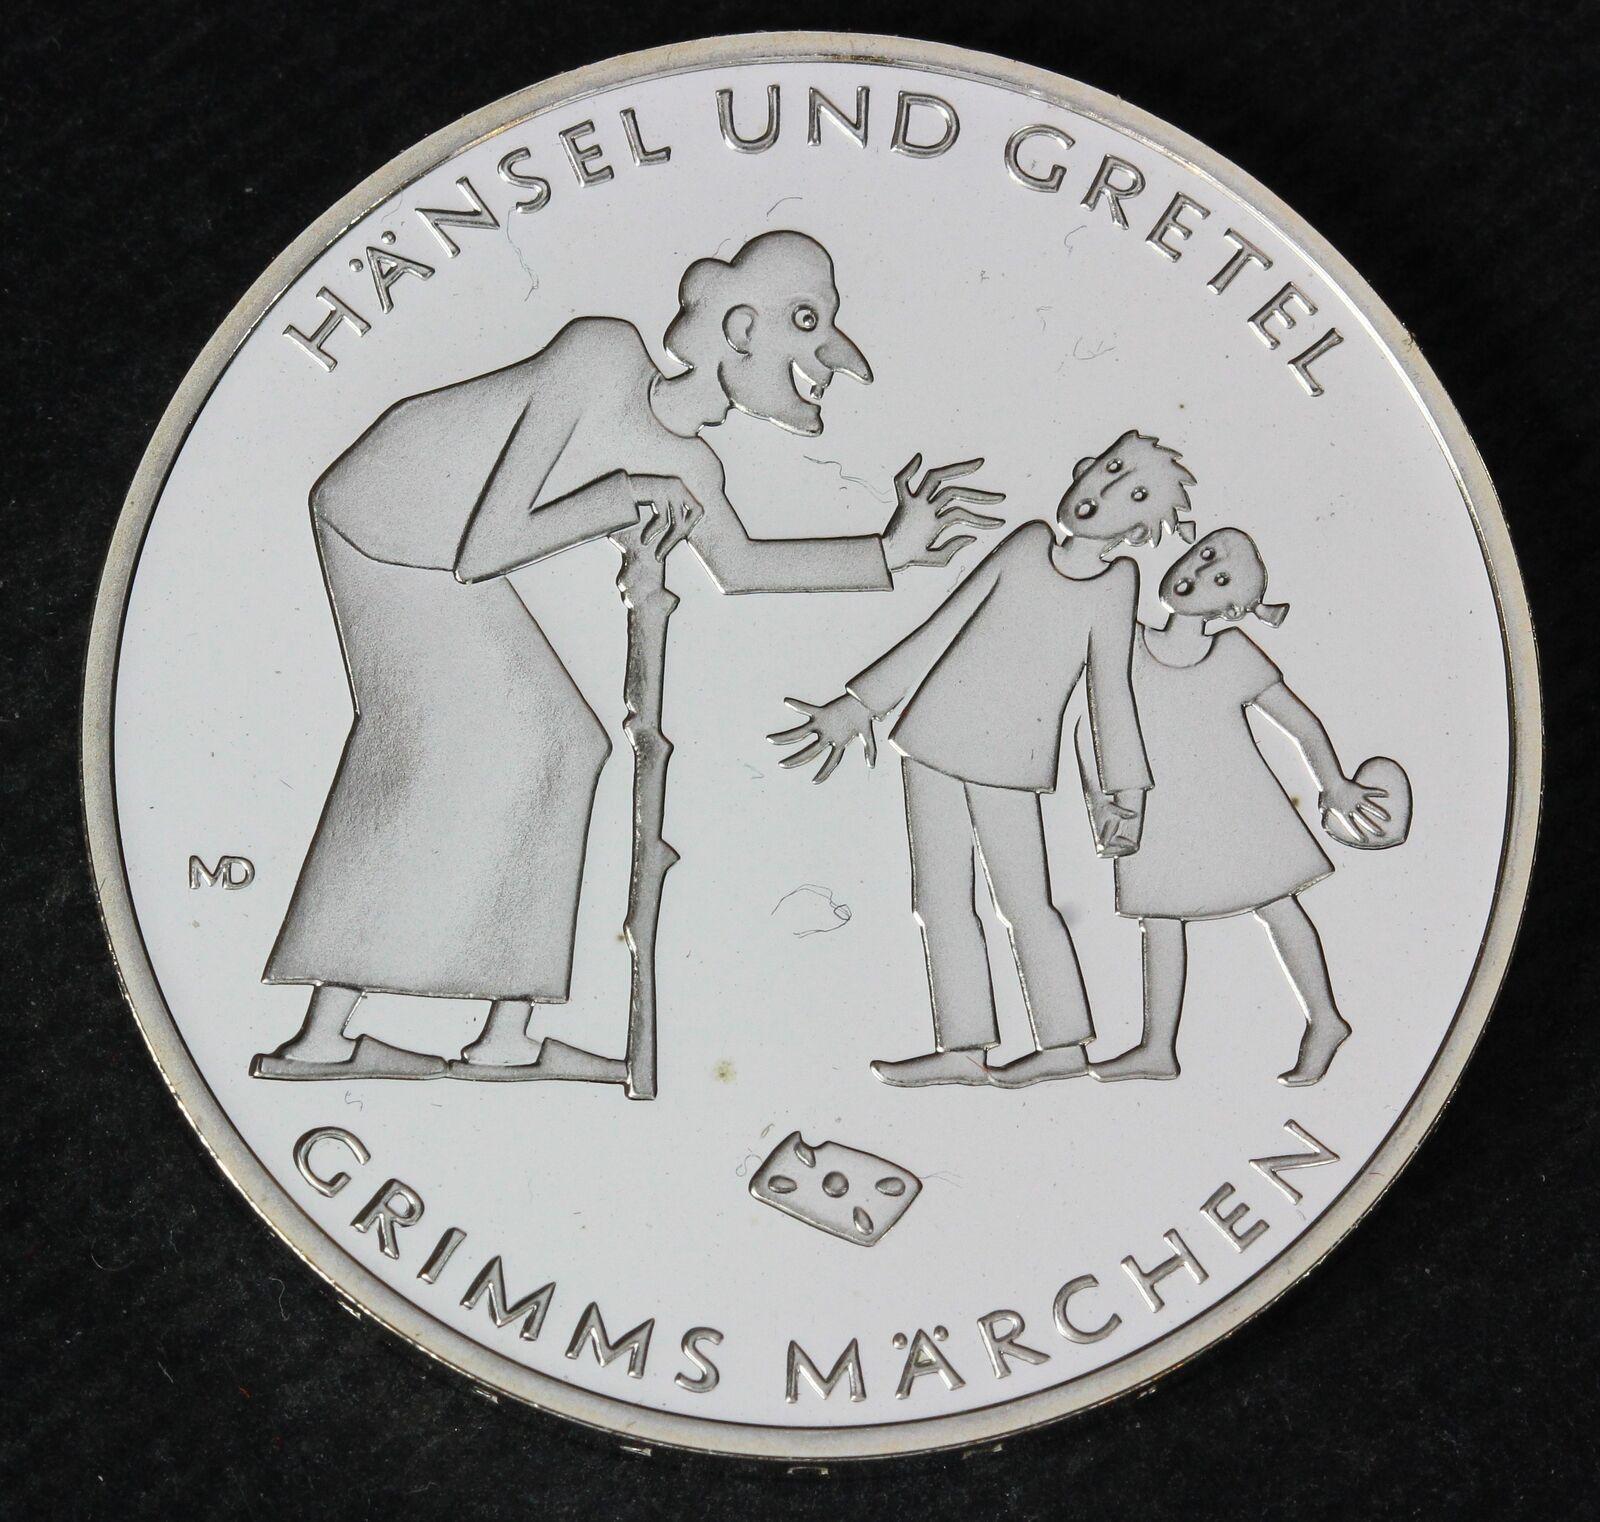 HÄNSEL UND GRETEL
MD
GRIMMS MÄRCHEN